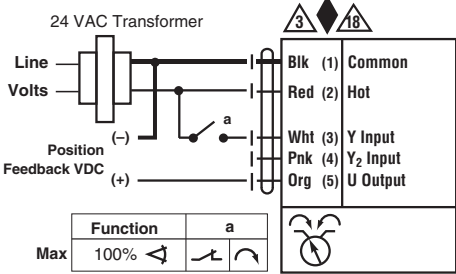 24 VAC Transformer
3 18
Line
Volts
Blk (1) Common
Red (2) Hot
a
(–)
Wht (3) Y Input
Position
Feedback VDC
Pnk (4) Y₂ Input
(+)
Org (5) U Output
Function a
Max 100%